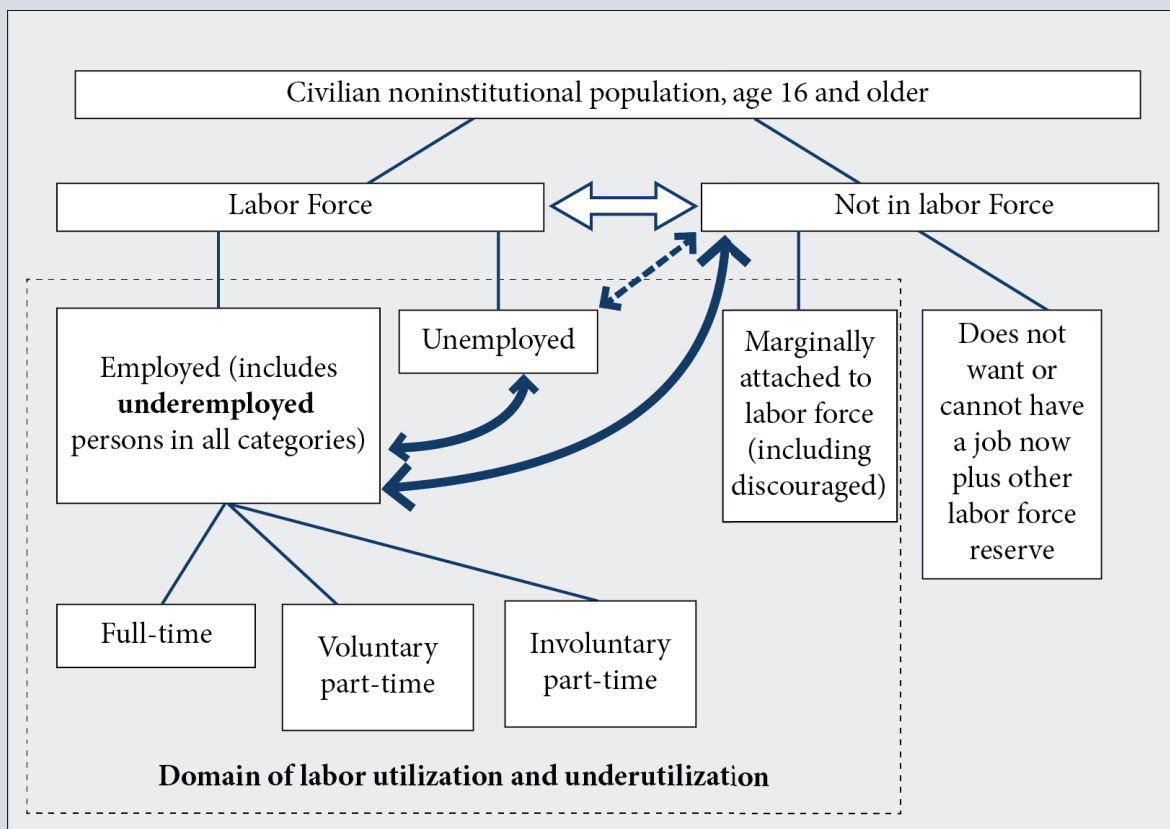 Civilian noninstitutional population, age 16 and older
Labor Force
Not in labor Force
Employed (includes
underemployed
persons in all categories)
Unemployed
Marginally
attached to
labor force
(including
discouraged)
Does not
want or
cannot have
a job now
plus other
labor force
reserve
Full-time
Voluntary
part-time
Involuntary
part-time
Domain of labor utilization and underutilization